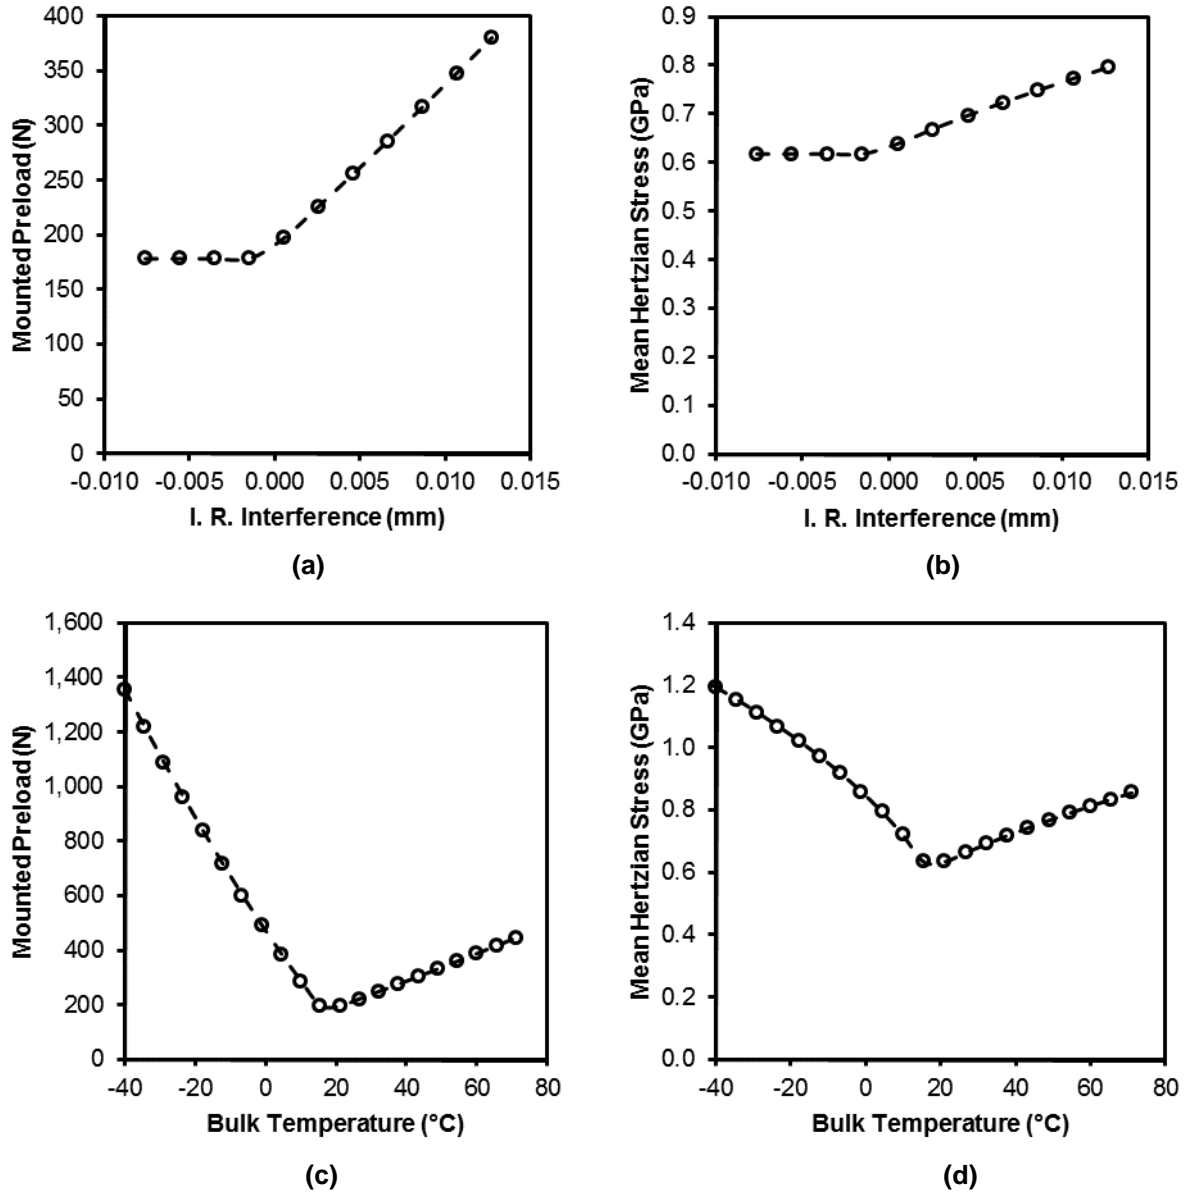 400
350
300
250
200
150
100
50
0
Mounted Preload (N)
-0.010 -0.005 0.000 0.005 0.010 0.015
I. R. Interference (mm)
(a)
0.9
0.8
0.7
0.6
0.5
0.4
0.3
0.2
0.1
0.0
Mean Hertzian Stress (GPa)
-0.010 -0.005 0.000 0.005 0.010 0.015
I. R. Interference (mm)
(b)
1,600
1,400
1,200
1,000
800
600
400
200
0
Mounted Preload (N)
-40 -20 0 20 40 60 80
Bulk Temperature (°C)
(c)
1.4
1.2
1.0
0.8
0.6
0.4
0.2
0.0
Mean Hertzian Stress (GPa)
-40 -20 0 20 40 60 80
Bulk Temperature (°C)
(d)